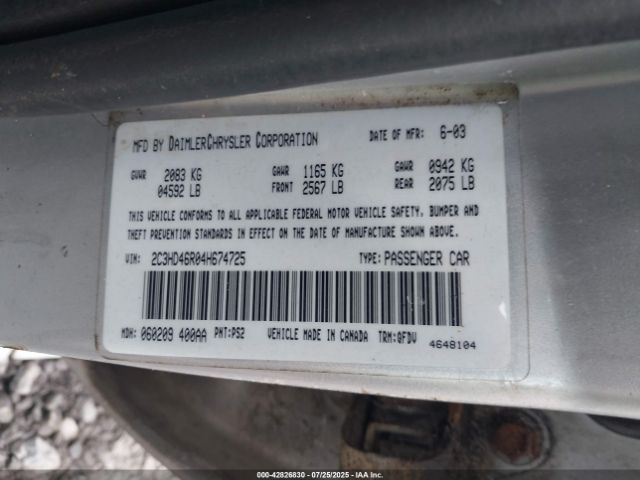 MFD BY DAIMLERCHRYSLER CORPORATION DATE OF MFR: 6-03
GVWR 2083 KG GAWR 1165 KG GAWR 0942 KG
04592 LB FRONT 2567 LB REAR 2075 LB
THIS VEHICLE CONFORMS TO ALL APPLICABLE FEDERAL MOTOR VEHICLE SAFETY, BUMPER AND
THEFT PREVENTION STANDARDS IN EFFECT ON THE DATE OF MANUFACTURE SHOWN ABOVE.
VIN: 2C3HD46R04H674725 TYPE: PASSENGER CAR
MDH: 060209 400AA PNT: PS2 VEHICLE MADE IN CANADA TRM: QFDV
4648104
000-42826830 - 07/25/2025 - IAAI.com